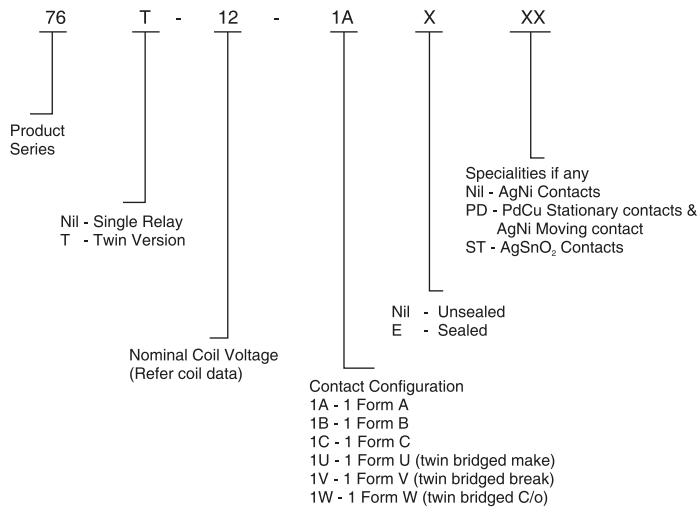 76 T - 12 - 1A X XX
Product
Series
Nil - Single Relay
T - Twin Version
Nominal Coil Voltage
(Refer coil data)
Contact Configuration
1A - 1 Form A
1B - 1 Form B
1C - 1 Form C
1U - 1 Form U (twin bridged make)
1V - 1 Form V (twin bridged break)
1W - 1 Form W (twin bridged C/o)
Nil - Unsealed
E - Sealed
Specialities if any
Nil - AgNi Contacts
PD - PdCu Stationary contacts &
AgNi Moving contact
ST - AgSnO₂ Contacts